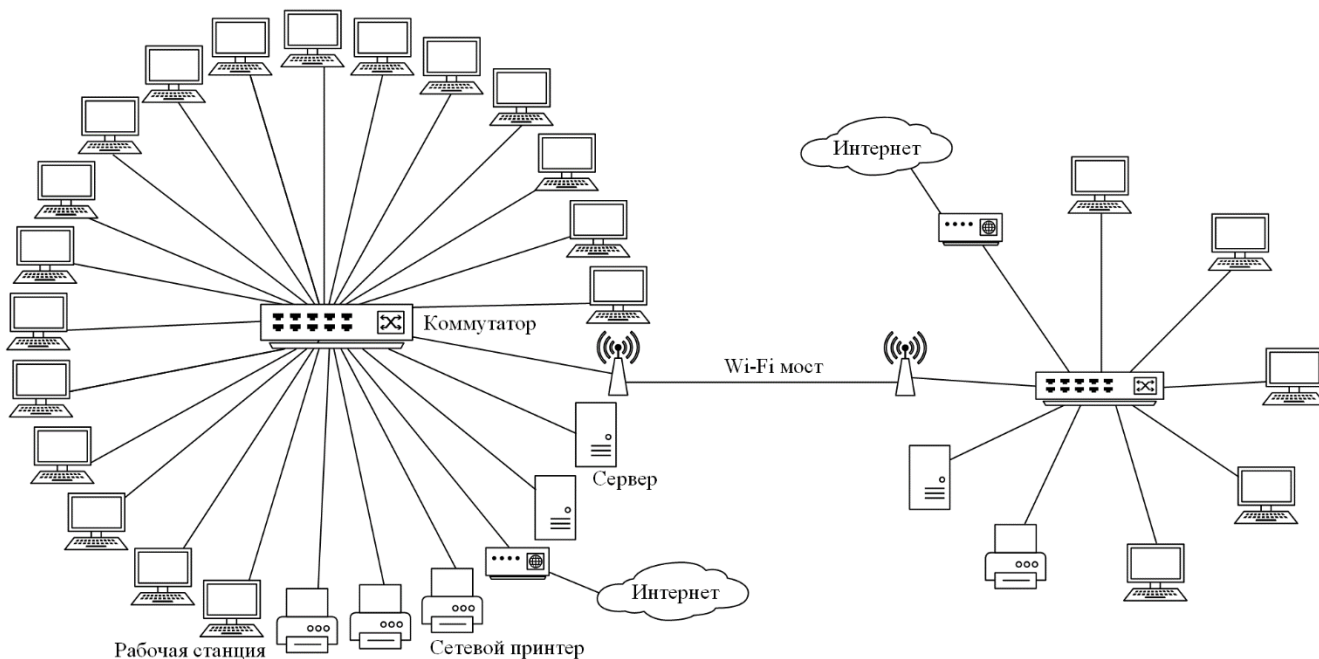 Интернет
Коммутатор
Wi-Fi мост
Сервер
Интернет
Рабочая станция
Сетевой принтер